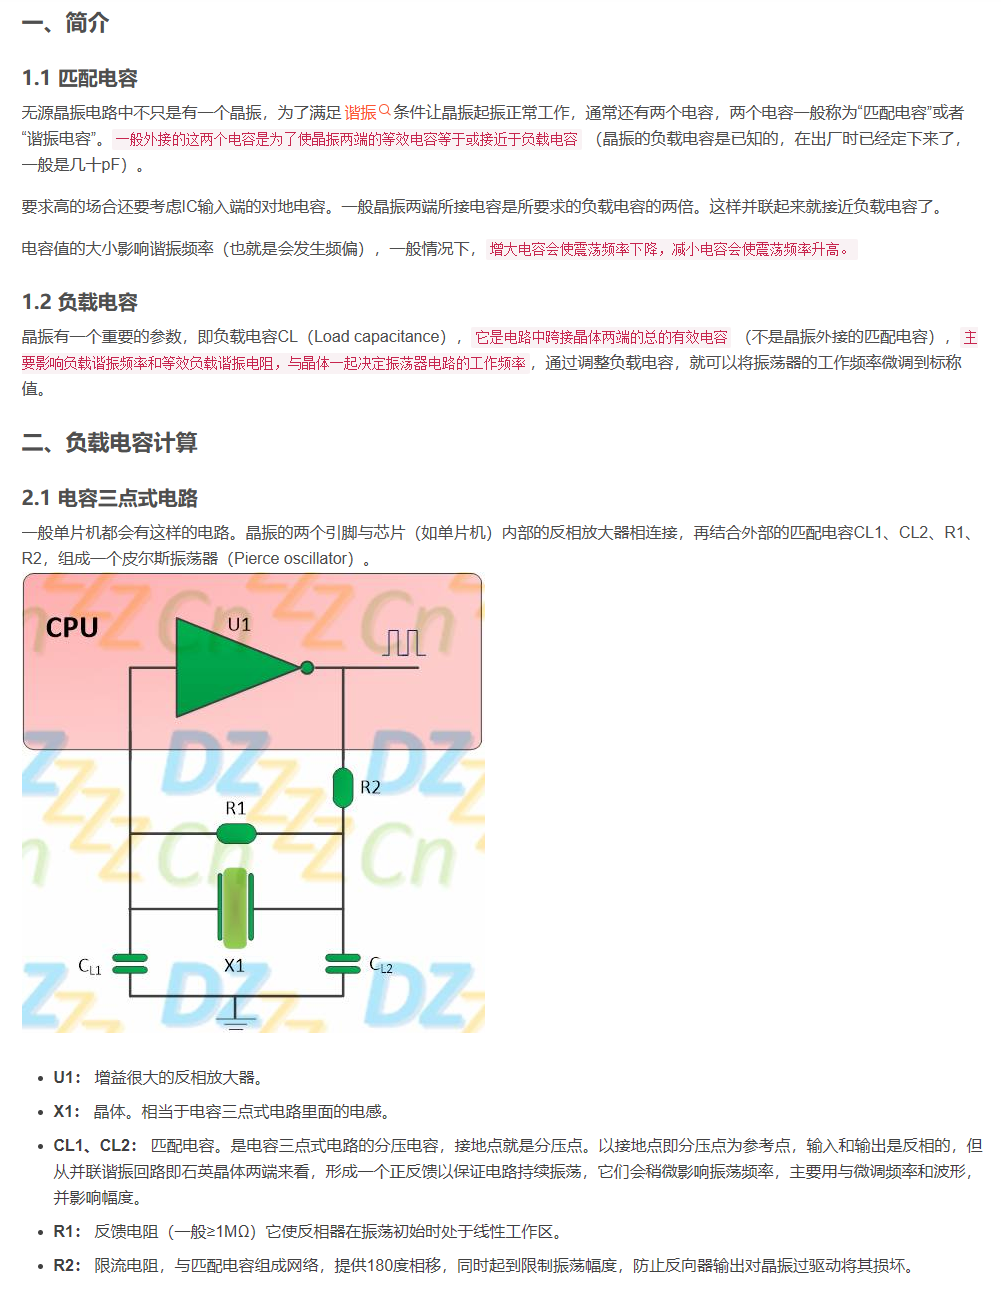 一、简介
1.1 匹配电容
无源晶振电路中不只是有一个晶振，为了满足 谐振 条件让晶振起振正常工作，通常还有两个电容，两个电容一般称为“匹配电容”或者
“谐振电容”。 一般外接的这两个电容是为了使晶振两端的等效电容等于或接近于负载电容 （晶振的负载电容是已知的，在出厂时已经定下来了，
一般是几十pF）。
要求高的场合还要考虑IC输入端的对地电容。一般晶振两端所接电容是所要求的负载电容的两倍。这样并联起来就接近负载电容了。
电容值的大小影响谐振频率（也就是会发生频偏），一般情况下， 增大电容会使震荡频率下降，减小电容会使震荡频率升高。
1.2 负载电容
晶振有一个重要的参数，即负载电容CL（Load capacitance）， 它是电路中跨接晶体两端的总的有效电容 （不是晶振外接的匹配电容）， 主
要影响负载谐振频率和等效负载谐振电阻，与晶体一起决定振荡器电路的工作频率 ，通过调整负载电容，就可以将振荡器的工作频率微调到标称
值。
二、负载电容计算
2.1 电容三点式电路
一般单片机都会有这样的电路。晶振的两个引脚与芯片（如单片机）内部的反相放大器相连接，再结合外部的匹配电容CL1、CL2、R1、
R2，组成一个皮尔斯振荡器（Pierce oscillator）。
CPU
U1
R2
R1
CL1
X1
CL2
DZ
ZZZ
Cn
• U1： 增益很大的反相放大器。
• X1： 晶体。相当于电容三点式电路里面的电感。
• CL1、CL2： 匹配电容。是电容三点式电路的分压电容，接地点就是分压点。以接地点即分压点为参考点，输入和输出是反相的，但
从并联谐振回路即石英晶体两端来看，形成一个正反馈以保证电路持续振荡，它们会稍微影响振荡频率，主要用与微调频率和波形，
并影响幅度。
• R1： 反馈电阻（一般≥1MΩ）它使反相器在振荡初始时处于线性工作区。
• R2： 限流电阻，与匹配电容组成网络，提供180度相移，同时起到限制振荡幅度，防止反向器输出对晶振过驱动将其损坏。